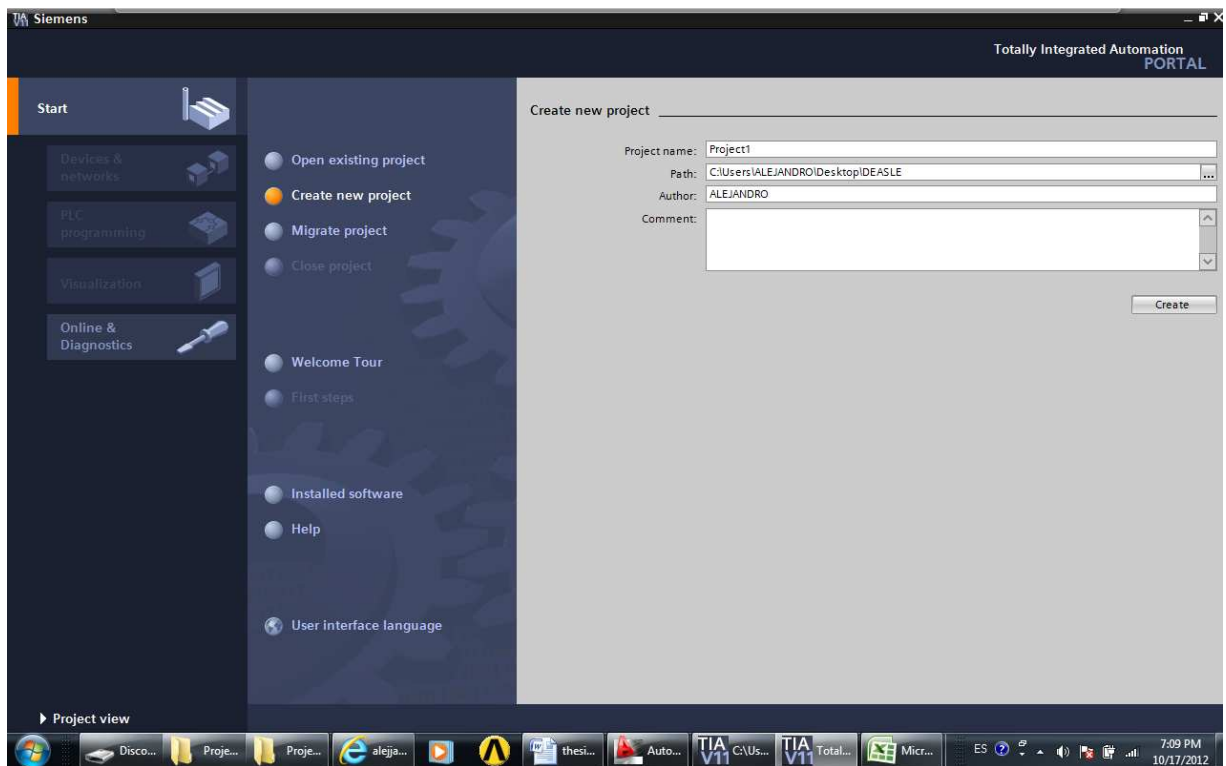 TIA Siemens
Totally Integrated Automation
PORTAL
Start
Devices &
networks
PLC
programming
Visualization
Online &
Diagnostics
Project view
Open existing project
Create new project
Migrate project
Close project
Welcome Tour
First steps
Installed software
Help
User interface language
Create new project
Project name: Project1
Path: C:\Users\ALEJANDRO\Desktop\DEASLE
...
Author: ALEJANDRO
Comment:
Create
Disco...
Proje...
Proje...
alejja...
thesi...
Auto...
TIA V11 C:\Us...
TIA V11 Total...
Micr...
ES
7:09 PM
10/17/2012